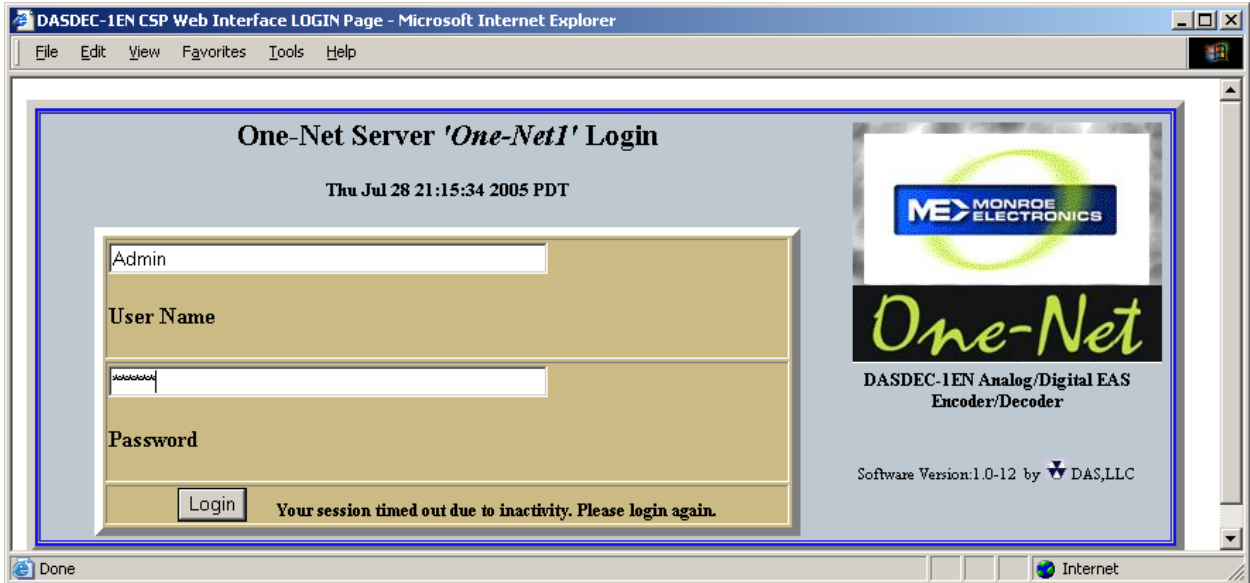 DASDEC-1EN CSP Web Interface LOGIN Page - Microsoft Internet Explorer
File Edit View Favorites Tools Help
One-Net Server 'One-Net1' Login
Thu Jul 28 21:15:34 2005 PDT
Admin
User Name
*******
Password
Login
Your session timed out due to inactivity. Please login again.
ME MONROE ELECTRONICS
One-Net
DASDEC-1EN Analog/Digital EAS
Encoder/Decoder
Software Version:1.0-12 by DAS,LLC
Done
Internet